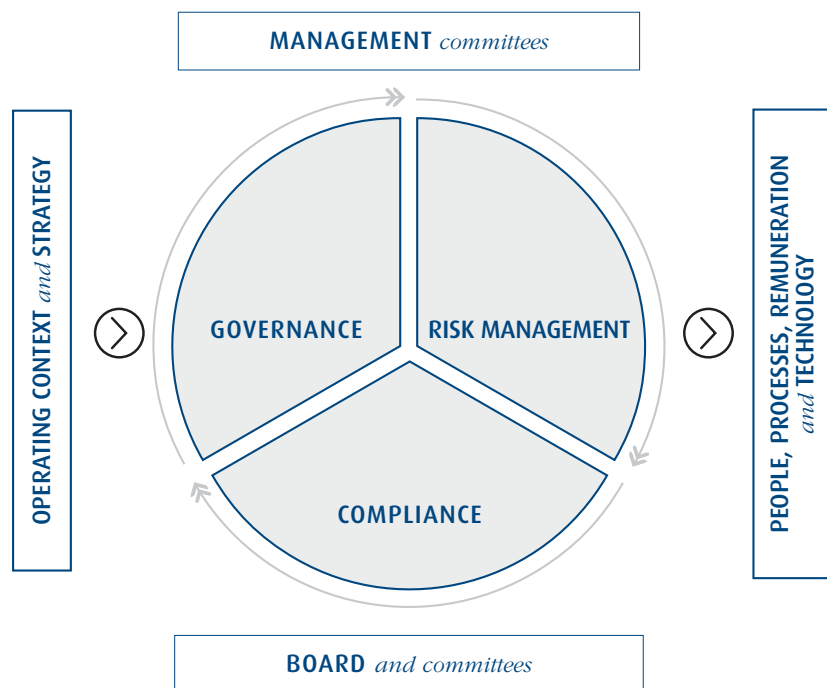 MANAGEMENT committees
OPERATING CONTEXT and STRATEGY
GOVERNANCE
RISK MANAGEMENT
COMPLIANCE
PEOPLE, PROCESSES, REMUNERATION
and TECHNOLOGY
BOARD and committees